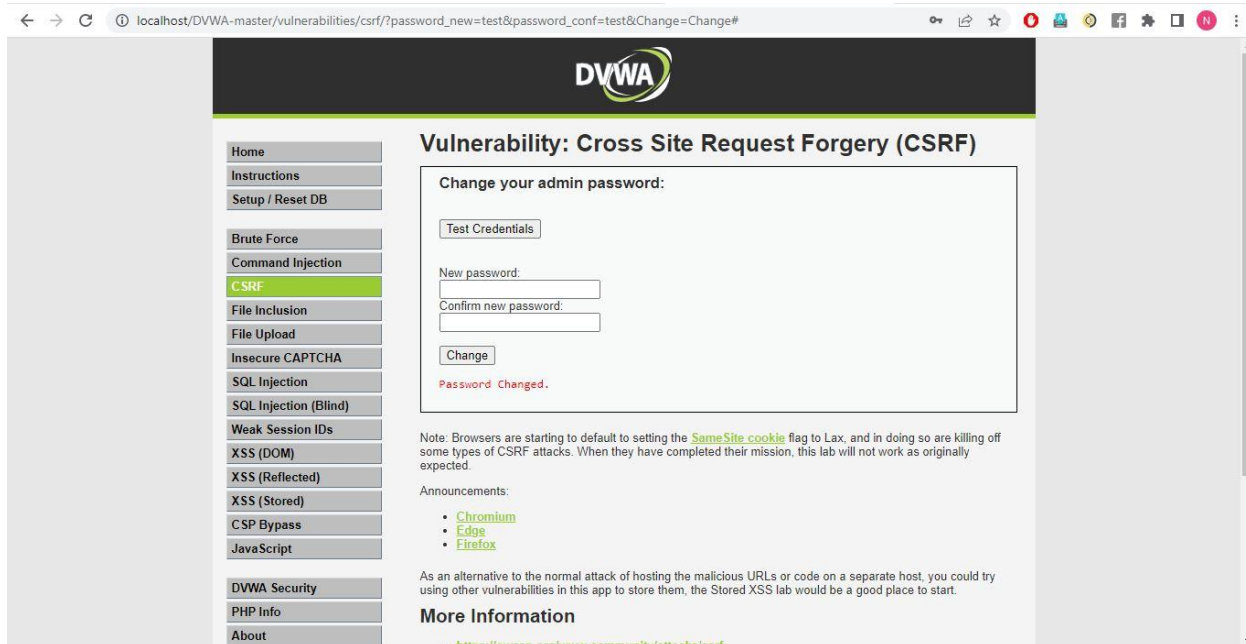 localhost/DVWA-master/vulnerabilities/csrf/?password_new=test&password_conf=test&Change=Change#
N
DVWA
Home
Instructions
Setup / Reset DB
Brute Force
Command Injection
CSRF
File Inclusion
File Upload
Insecure CAPTCHA
SQL Injection
SQL Injection (Blind)
Weak Session IDs
XSS (DOM)
XSS (Reflected)
XSS (Stored)
CSP Bypass
JavaScript
DVWA Security
PHP Info
About
Vulnerability: Cross Site Request Forgery (CSRF)
Change your admin password:
Test Credentials
New password:
Confirm new password:
Change
Password Changed.
Note: Browsers are starting to default to setting the SameSite cookie flag to Lax, and in doing so are killing off
some types of CSRF attacks. When they have completed their mission, this lab will not work as originally
expected.
Announcements:
• Chromium
• Edge
• Firefox
As an alternative to the normal attack of hosting the malicious URLs or code on a separate host, you could try
using other vulnerabilities in this app to store them, the Stored XSS lab would be a good place to start.
More Information